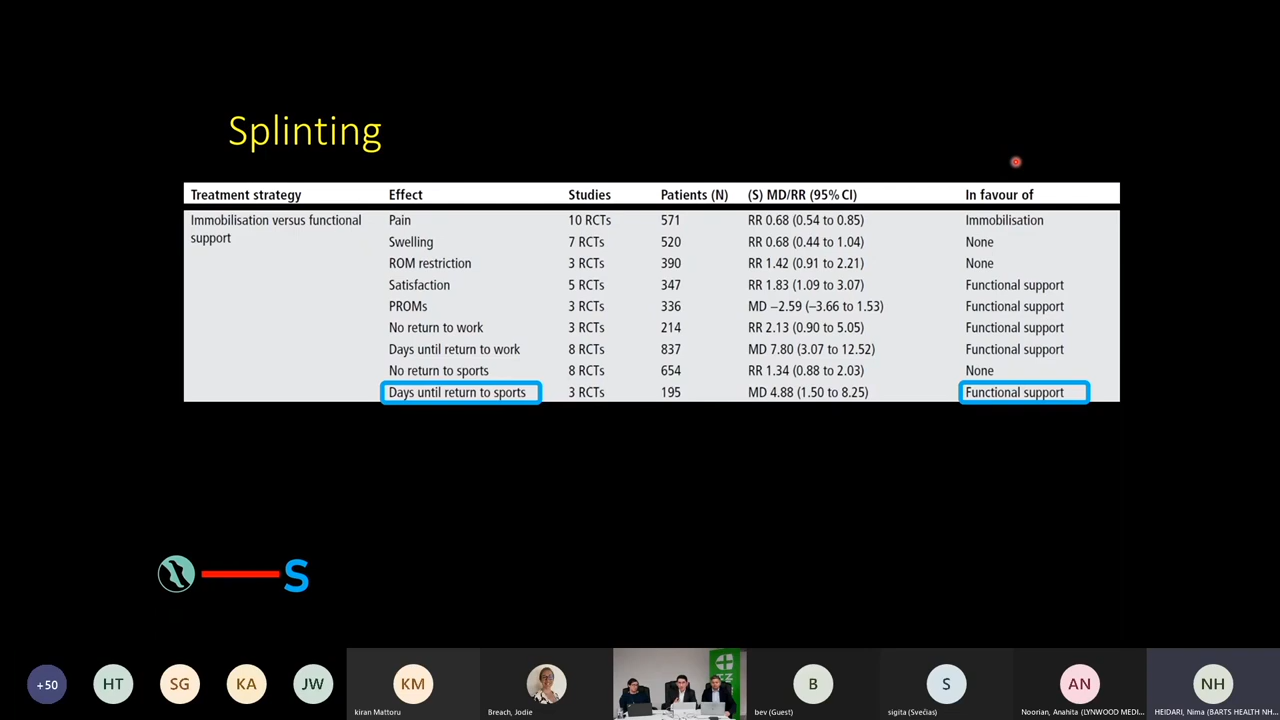 Splinting
Treatment strategy Effect Studies Patients (N) (S) MD/RR (95% CI) In favour of
Immobilisation versus functional support Pain 10 RCTs 571 RR 0.68 (0.54 to 0.85) Immobilisation
Swelling 7 RCTs 520 RR 0.68 (0.44 to 1.04) None
ROM restriction 3 RCTs 390 RR 1.42 (0.91 to 2.21) None
Satisfaction 5 RCTs 347 RR 1.83 (1.09 to 3.07) Functional support
PROMs 3 RCTs 336 MD −2.59 (−3.66 to 1.53) Functional support
No return to work 3 RCTs 214 RR 2.13 (0.90 to 5.05) Functional support
Days until return to work 8 RCTs 837 MD 7.80 (3.07 to 12.52) Functional support
No return to sports 8 RCTs 654 RR 1.34 (0.88 to 2.03) None
Days until return to sports 3 RCTs 195 MD 4.88 (1.50 to 8.25) Functional support
S
+50 HT SG KA JW KM B S AN NH
kiran Mattoru Breach, Jodie bev (Guest) sigita (Svečias) Noorian, Anahita (LYNWOOD MEDI... HEIDARI, Nima (BARTS HEALTH NH...